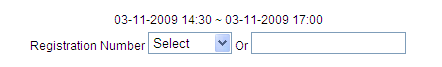 03-11-2009 14:30 ~ 03-11-2009 17:00
Registration Number Select Or